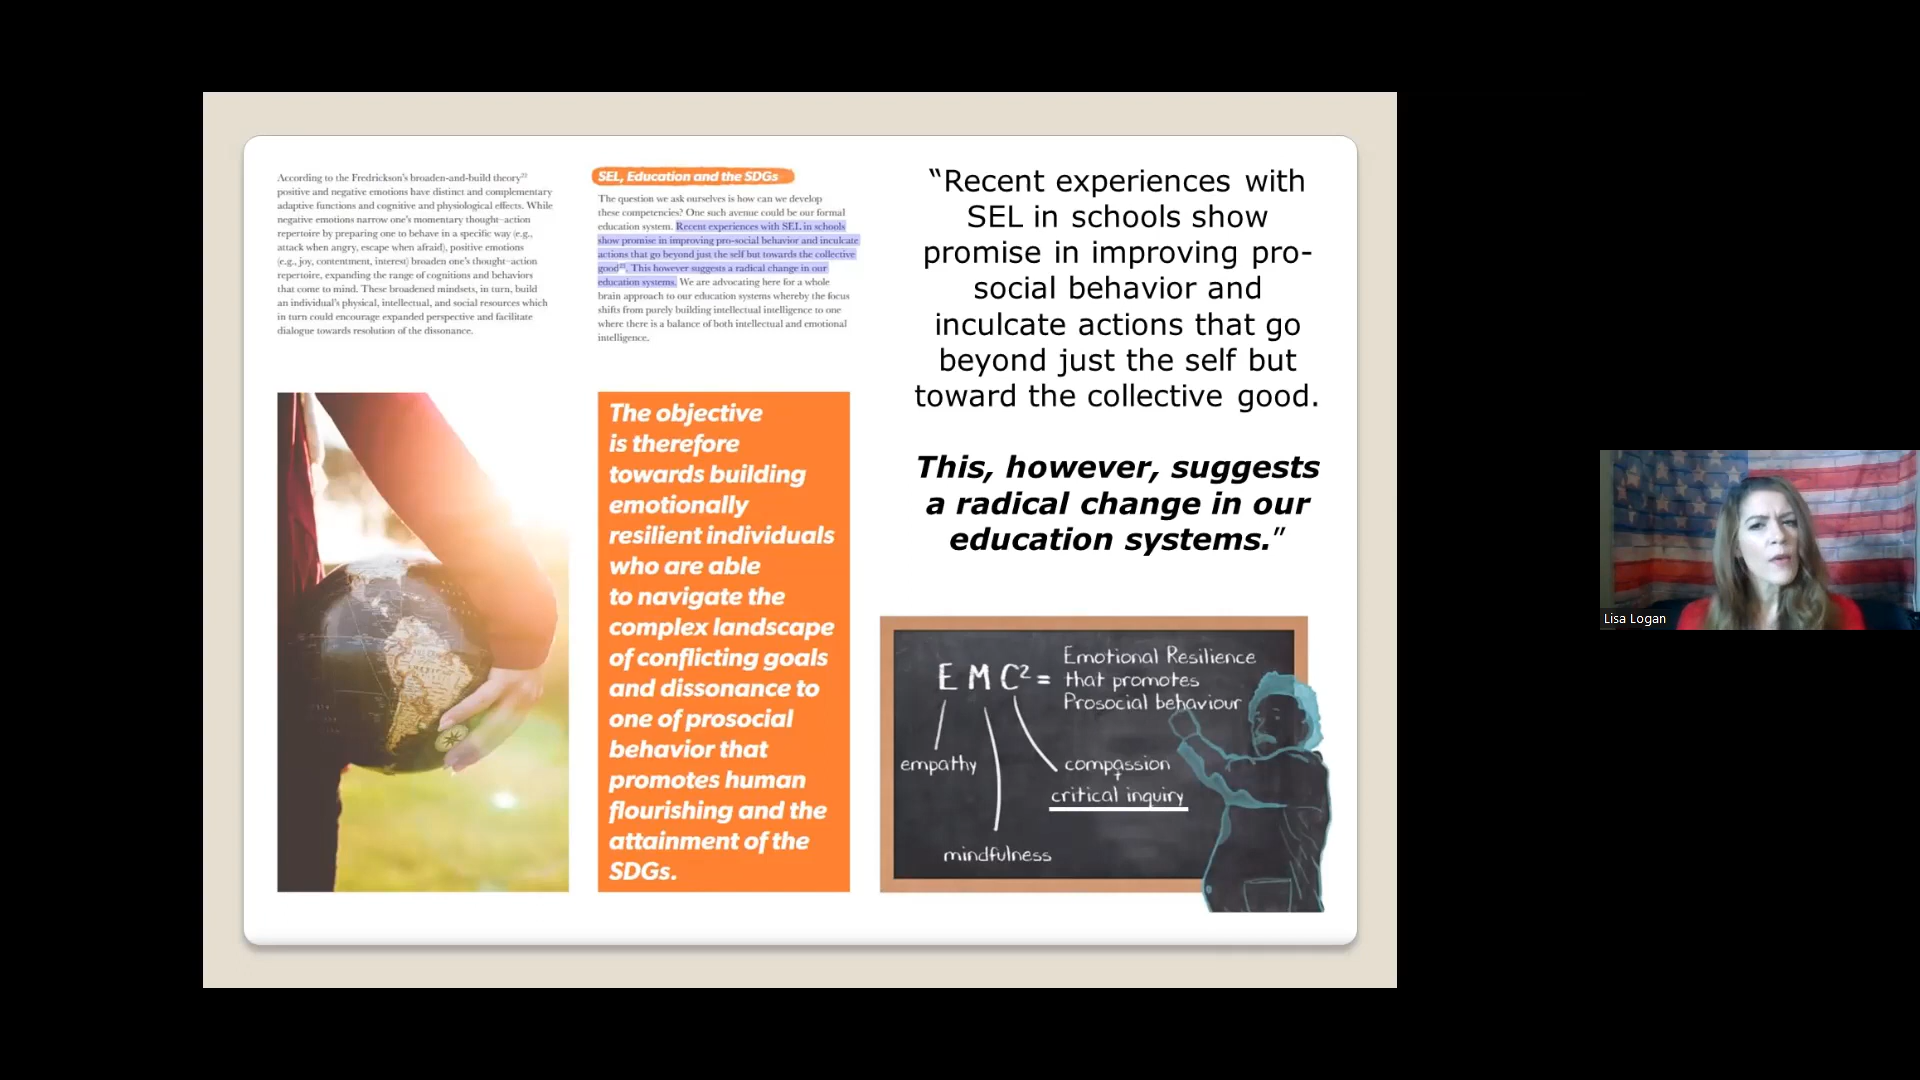 According to the Fredrickson's broaden-and-build theory²²
positive and negative emotions have distinct and complementary
adaptive functions and cognitive and physiological effects. While
negative emotions narrow one's momentary thought–action
repertoire by preparing one to behave in a specific way (e.g.,
attack when angry, escape when afraid), positive emotions
(e.g., joy, contentment, interest) broaden one's thought–action
repertoire, expanding the range of cognitions and behaviors
that come to mind. These broadened mindsets, in turn, build
an individual's physical, intellectual, and social resources which
in turn could encourage expanded perspective and facilitate
dialogue towards resolution of the dissonance.
SEL, Education and the SDGs
The question we ask ourselves is how can we develop
these competencies? One such avenue could be our formal
education system. Recent experiences with SEL in schools
show promise in improving pro-social behavior and inculcate
actions that go beyond just the self but towards the collective
good. This however suggests a radical change in our
education systems. We are advocating here for a whole
brain approach to our education systems whereby the focus
shifts from purely building intellectual intelligence to one
where there is a balance of both intellectual and emotional
intelligence.
The objective
is therefore
towards building
emotionally
resilient individuals
who are able
to navigate the
complex landscape
of conflicting goals
and dissonance to
one of prosocial
behavior that
promotes human
flourishing and the
attainment of the
SDGs.
“Recent experiences with
SEL in schools show
promise in improving pro-
social behavior and
inculcate actions that go
beyond just the self but
toward the collective good.
This, however, suggests
a radical change in our
education systems.”
E M C² = Emotional Resilience
that promotes
Prosocial behaviour
empathy
compassion
+
critical inquiry
mindfulness
Lisa Logan